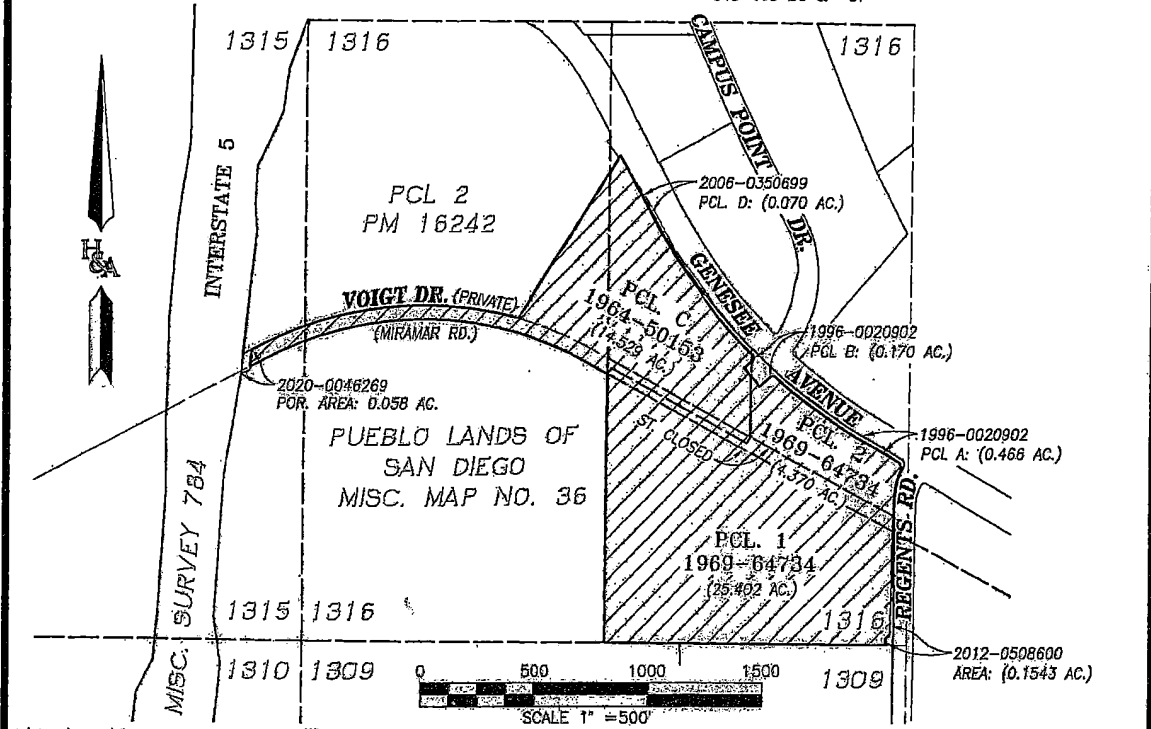 1315
1316
1316
CAMPUS POINT
DR.
INTERSTATE 5
H&A
PCL 2
PM 16242
2006-0350699
PCL. D: (0.070 AC.)
GENESEE
AVENUE
VOIGT DR. (PRIVATE)
(MIRAMAR RD.)
PCL. C
1964-50153
1996-0020902
PCL B: (0.170 AC.)
2020-0046269
POR. AREA: 0.058 AC.
PUEBLO LANDS OF
SAN DIEGO
MISC. MAP NO. 36
ST. CLOSED
PCL. 2
1969-64734
(4.370 AC.)
1996-0020902
PCL A: (0.466 AC.)
REGENTS RD.
PCL. 1
1969-64734
(25.402 AC.)
MISC. SURVEY 784
1315
1316
1316
1310
1309
1309
2012-0508600
AREA: (0.1543 AC.)
0 500 1000 1500
SCALE 1" =500'